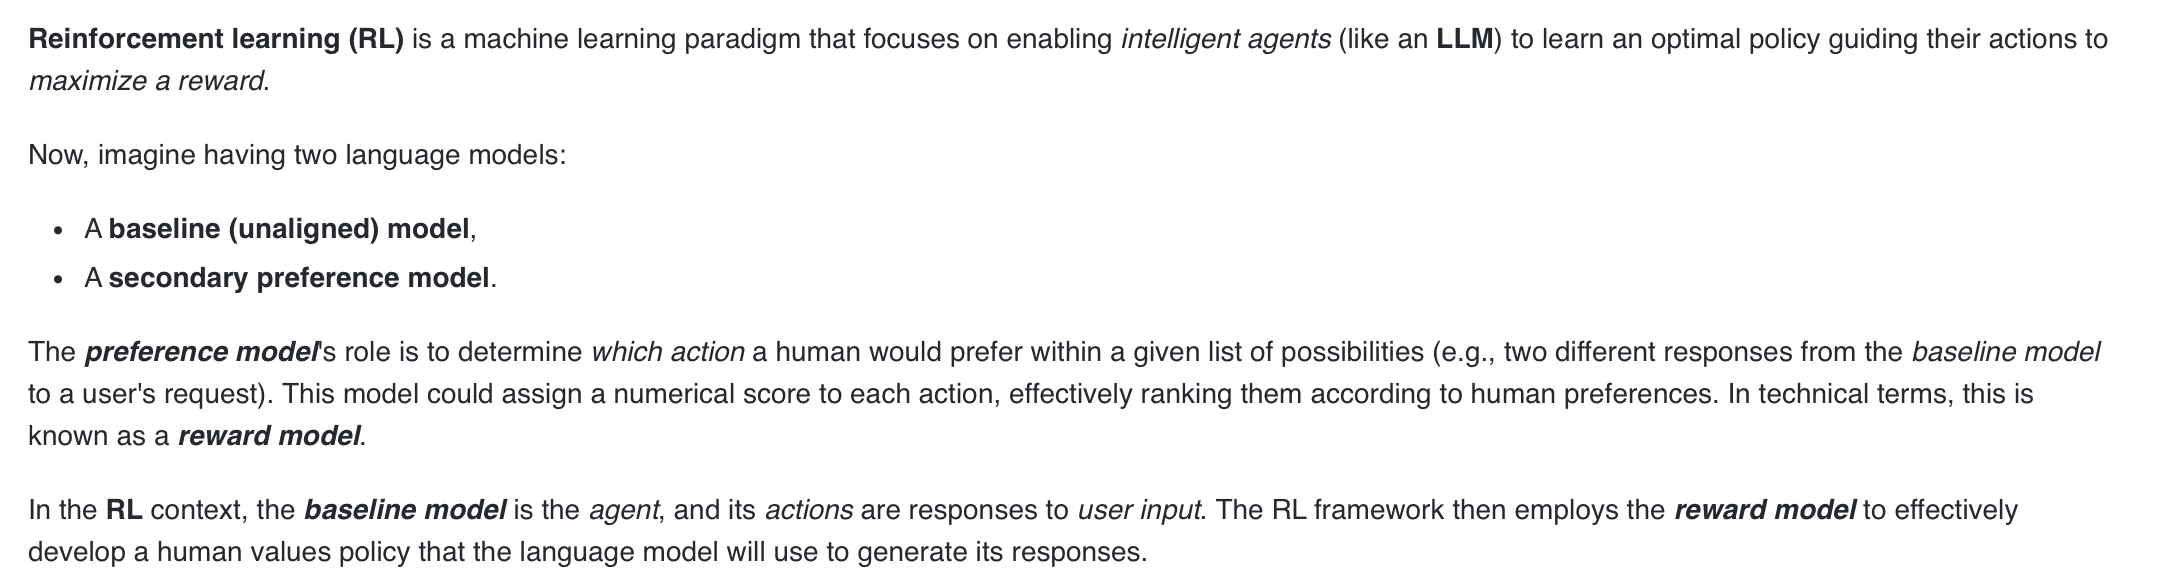 Reinforcement learning (RL) is a machine learning paradigm that focuses on enabling intelligent agents (like an LLM) to learn an optimal policy guiding their actions to
maximize a reward.
Now, imagine having two language models:
• A baseline (unaligned) model,
• A secondary preference model.
The preference model's role is to determine which action a human would prefer within a given list of possibilities (e.g., two different responses from the baseline model
to a user's request). This model could assign a numerical score to each action, effectively ranking them according to human preferences. In technical terms, this is
known as a reward model.
In the RL context, the baseline model is the agent, and its actions are responses to user input. The RL framework then employs the reward model to effectively
develop a human values policy that the language model will use to generate its responses.